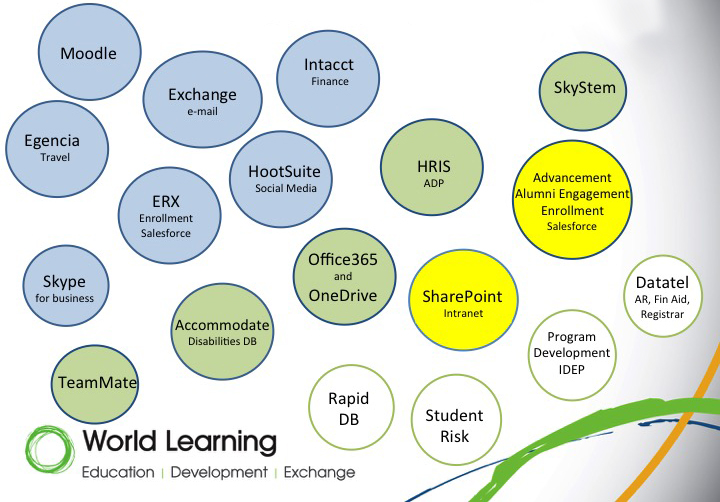 Moodle
Exchange
e-mail
Intacct
Finance
SkyStem
Egencia
Travel
HootSuite
Social Media
HRIS
ADP
Advancement
Alumni Engagement
Enrollment
Salesforce
ERX
Enrollment
Salesforce
Skype
for business
Office365
and
OneDrive
SharePoint
Intranet
Datatel
AR, Fin Aid,
Registrar
Accommodate
Disabilities DB
Program
Development
IDEP
TeamMate
Rapid
DB
Student
Risk
World Learning
Education | Development | Exchange